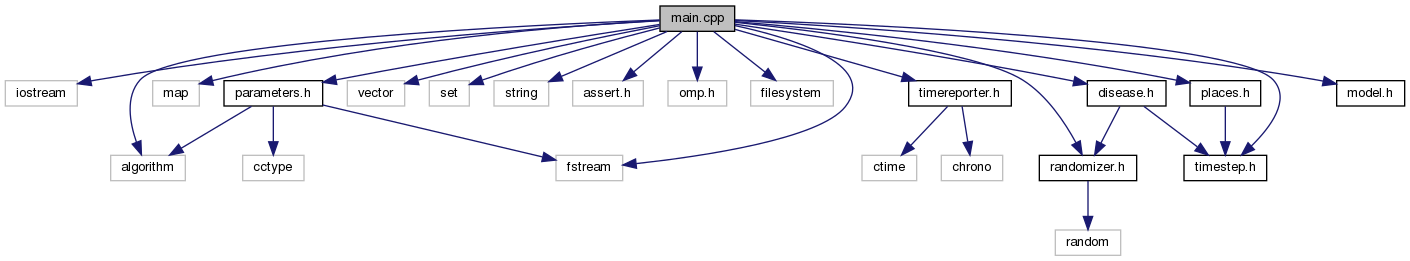 main.cpp
iostream
map
parameters.h
vector
set
string
assert.h
omp.h
filesystem
timereporter.h
disease.h
places.h
model.h
algorithm
cctype
fstream
ctime
chrono
randomizer.h
timestep.h
random